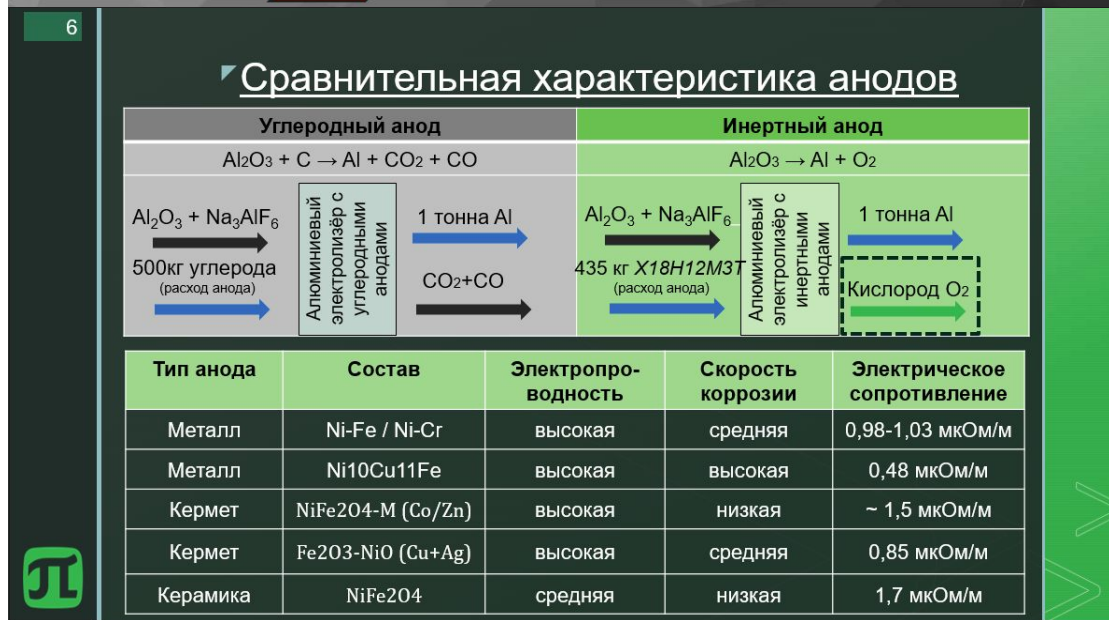 6
Сравнительная характеристика анодов
Углеродный анод
Инертный анод
Al2O3 + C → Al + CO2 + CO
Al2O3 → Al + O2
Al₂O₃ + Na₃AlF₆
500кг углерода
(расход анода)
Алюминиевый
электролизёр с
углеродными
анодами
1 тонна Al
CO2+CO
Al₂O₃ + Na₃AlF₆
435 кг Х18Н12М3Т
(расход анода)
Алюминиевый
электролизёр с
инертными
анодами
1 тонна Al
Кислород O2
Тип анода
Состав
Электропро-
водность
Скорость
коррозии
Электрическое
сопротивление
Металл
Ni-Fe / Ni-Cr
высокая
средняя
0,98-1,03 мкОм/м
Металл
Ni10Cu11Fe
высокая
высокая
0,48 мкОм/м
Кермет
NiFe2O4-M (Co/Zn)
высокая
низкая
~ 1,5 мкОм/м
Кермет
Fe2O3-NiO (Cu+Ag)
высокая
средняя
0,85 мкОм/м
Керамика
NiFe2O4
средняя
низкая
1,7 мкОм/м
π